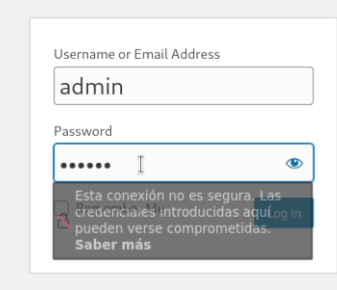 Username or Email Address
admin
Password
••••••
Esta conexión no es segura. Las
credenciales introducidas aquí
pueden verse comprometidas.
Saber más
Log In